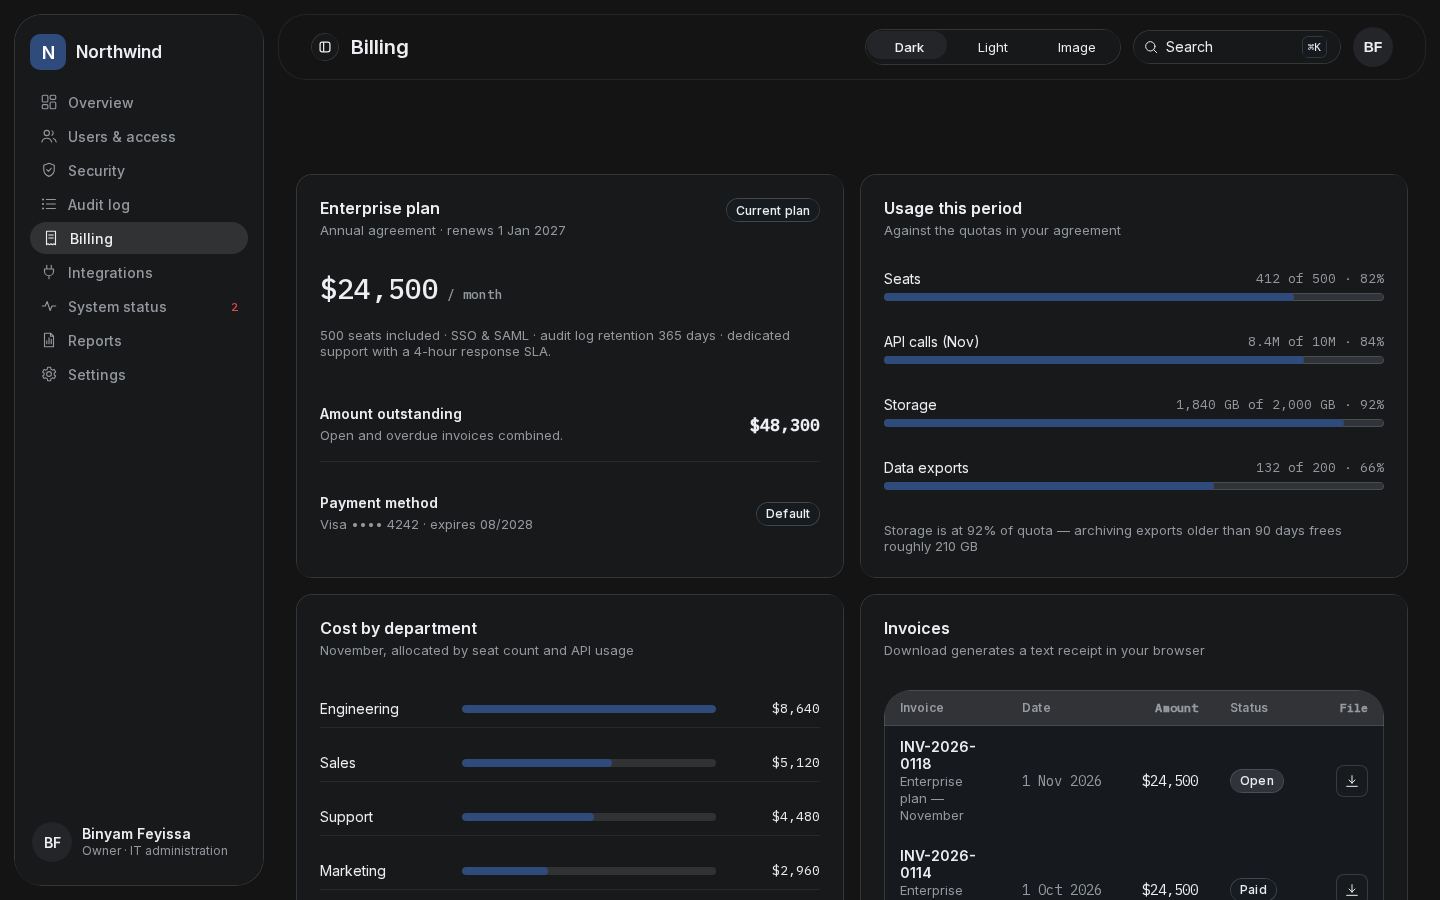 N Northwind
Overview
Users & access
Security
Audit log
Billing
Integrations
System status 2
Reports
Settings
BF Binyam Feyissa
Owner · IT administration
Billing
Dark Light Image
Search ⌘K
BF
Enterprise plan
Current plan
Annual agreement · renews 1 Jan 2027
$24,500 / month
500 seats included · SSO & SAML · audit log retention 365 days · dedicated
support with a 4-hour response SLA.
Amount outstanding
Open and overdue invoices combined.
$48,300
Payment method
Visa •••• 4242 · expires 08/2028
Default
Usage this period
Against the quotas in your agreement
Seats 412 of 500 · 82%
API calls (Nov) 8.4M of 10M · 84%
Storage 1,840 GB of 2,000 GB · 92%
Data exports 132 of 200 · 66%
Storage is at 92% of quota — archiving exports older than 90 days frees
roughly 210 GB
Cost by department
November, allocated by seat count and API usage
Engineering $8,640
Sales $5,120
Support $4,480
Marketing $2,960
Invoices
Download generates a text receipt in your browser
Invoice Date Amount Status File
INV-2026-
0118
Enterprise
plan —
November
1 Nov 2026 $24,500 Open
INV-2026-
0114
Enterprise
1 Oct 2026 $24,500 Paid